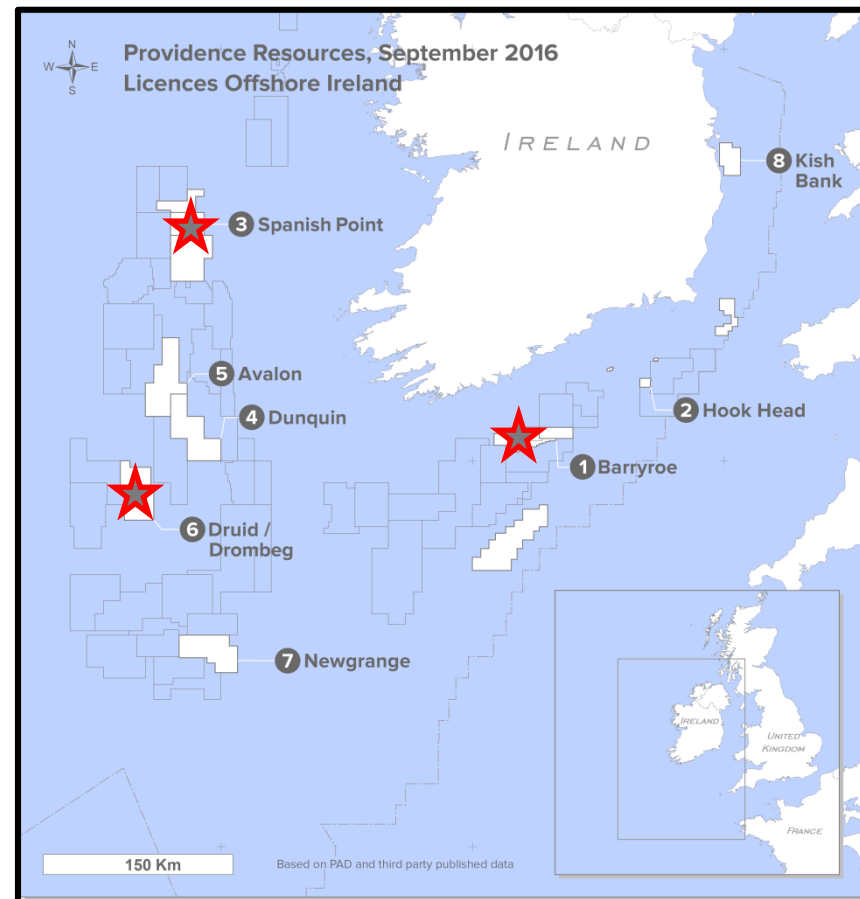 Providence Resources, September 2016
Licences Offshore Ireland
N
W E
S
IRELAND
8 Kish
Bank
3 Spanish Point
5 Avalon
4 Dunquin
2 Hook Head
1 Barryroe
6 Druid /
Drombeg
7 Newgrange
IRELAND
UNITED
KINGDOM
FRANCE
150 Km
Based on PAD and third party published data